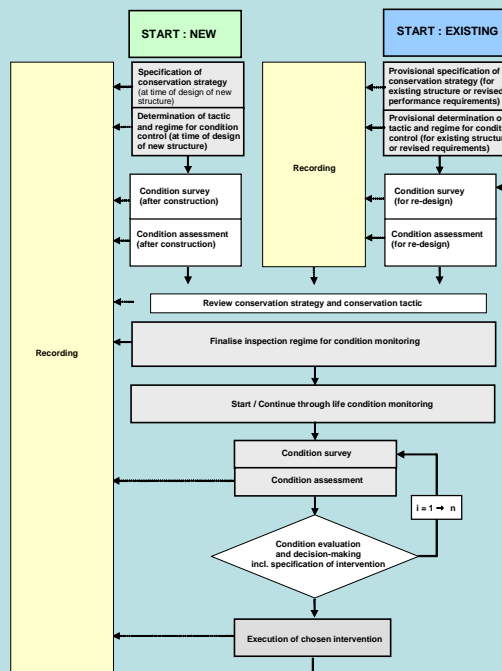 START : NEW
START : EXISTING
Specification of
conservation strategy
(at time of design of new
structure)
Determination of tactic
and regime for condition
control (at time of design
of new structure)
Provisional specification of
conservation strategy (for
existing structure or revised
performance requirements)
Provisional determination o
tactic and regime for condit
control (for existing structu
or revised requirements)
Recording
Condition survey
(after construction)
Condition assessment
(after construction)
Condition survey
(for re-design)
Condition assessment
(for re-design)
Review conservation strategy and conservation tactic
Finalise inspection regime for condition monitoring
Recording
Start / Continue through life condition monitoring
Condition survey
Condition assessment
i = 1 → n
Condition evaluation
and decision-making
incl. specification of intervention
Execution of chosen intervention